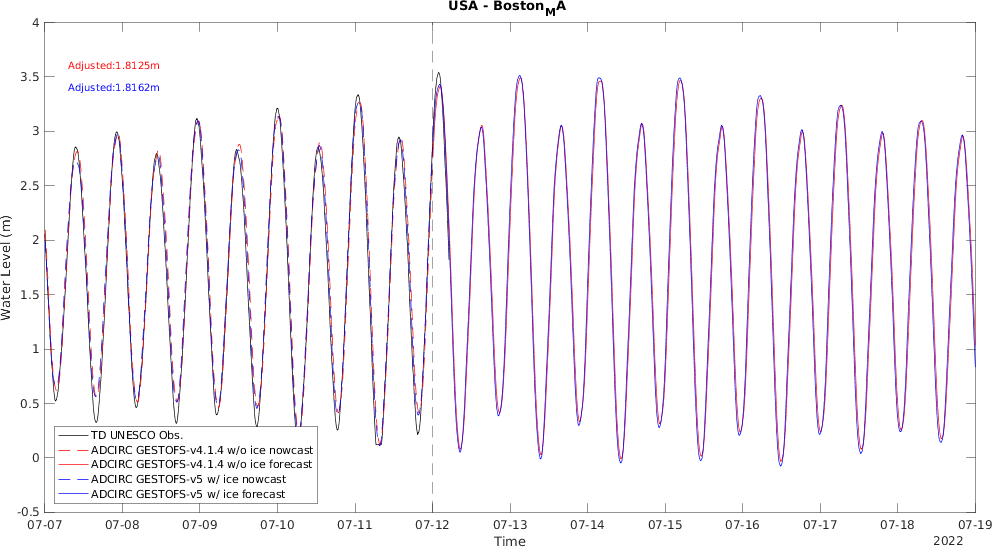 USA - BostonMA
4
3.5
3
2.5
2
1.5
1
0.5
0
-0.5
Water Level (m)
Adjusted:1.8125m
Adjusted:1.8162m
TD UNESCO Obs.
ADCIRC GESTOFS-v4.1.4 w/o ice nowcast
ADCIRC GESTOFS-v4.1.4 w/o ice forecast
ADCIRC GESTOFS-v5 w/ ice nowcast
ADCIRC GESTOFS-v5 w/ ice forecast
07-07 07-08 07-09 07-10 07-11 07-12 07-13 07-14 07-15 07-16 07-17 07-18 07-19
Time
2022